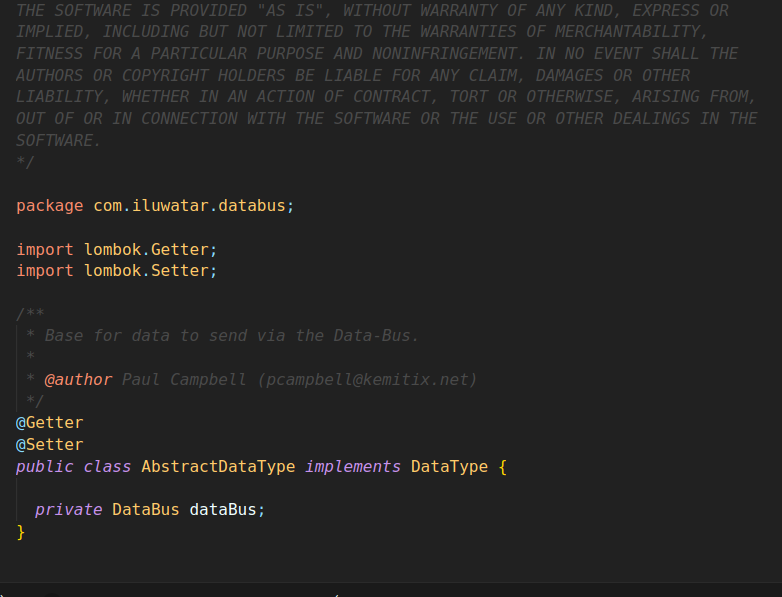 THE SOFTWARE IS PROVIDED "AS IS", WITHOUT WARRANTY OF ANY KIND, EXPRESS OR
IMPLIED, INCLUDING BUT NOT LIMITED TO THE WARRANTIES OF MERCHANTABILITY,
FITNESS FOR A PARTICULAR PURPOSE AND NONINFRINGEMENT. IN NO EVENT SHALL THE
AUTHORS OR COPYRIGHT HOLDERS BE LIABLE FOR ANY CLAIM, DAMAGES OR OTHER
LIABILITY, WHETHER IN AN ACTION OF CONTRACT, TORT OR OTHERWISE, ARISING FROM,
OUT OF OR IN CONNECTION WITH THE SOFTWARE OR THE USE OR OTHER DEALINGS IN THE
SOFTWARE.
*/

package com.iluwatar.databus;

import lombok.Getter;
import lombok.Setter;

/**
 * Base for data to send via the Data-Bus.
 *
 * @author Paul Campbell (pcampbell@kemitix.net)
 */
@Getter
@Setter
public class AbstractDataType implements DataType {

  private DataBus dataBus;
}